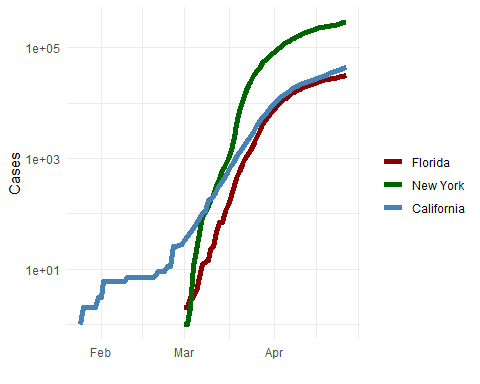 1e+05
1e+03
1e+01
Cases
Feb
Mar
Apr
Florida
New York
California